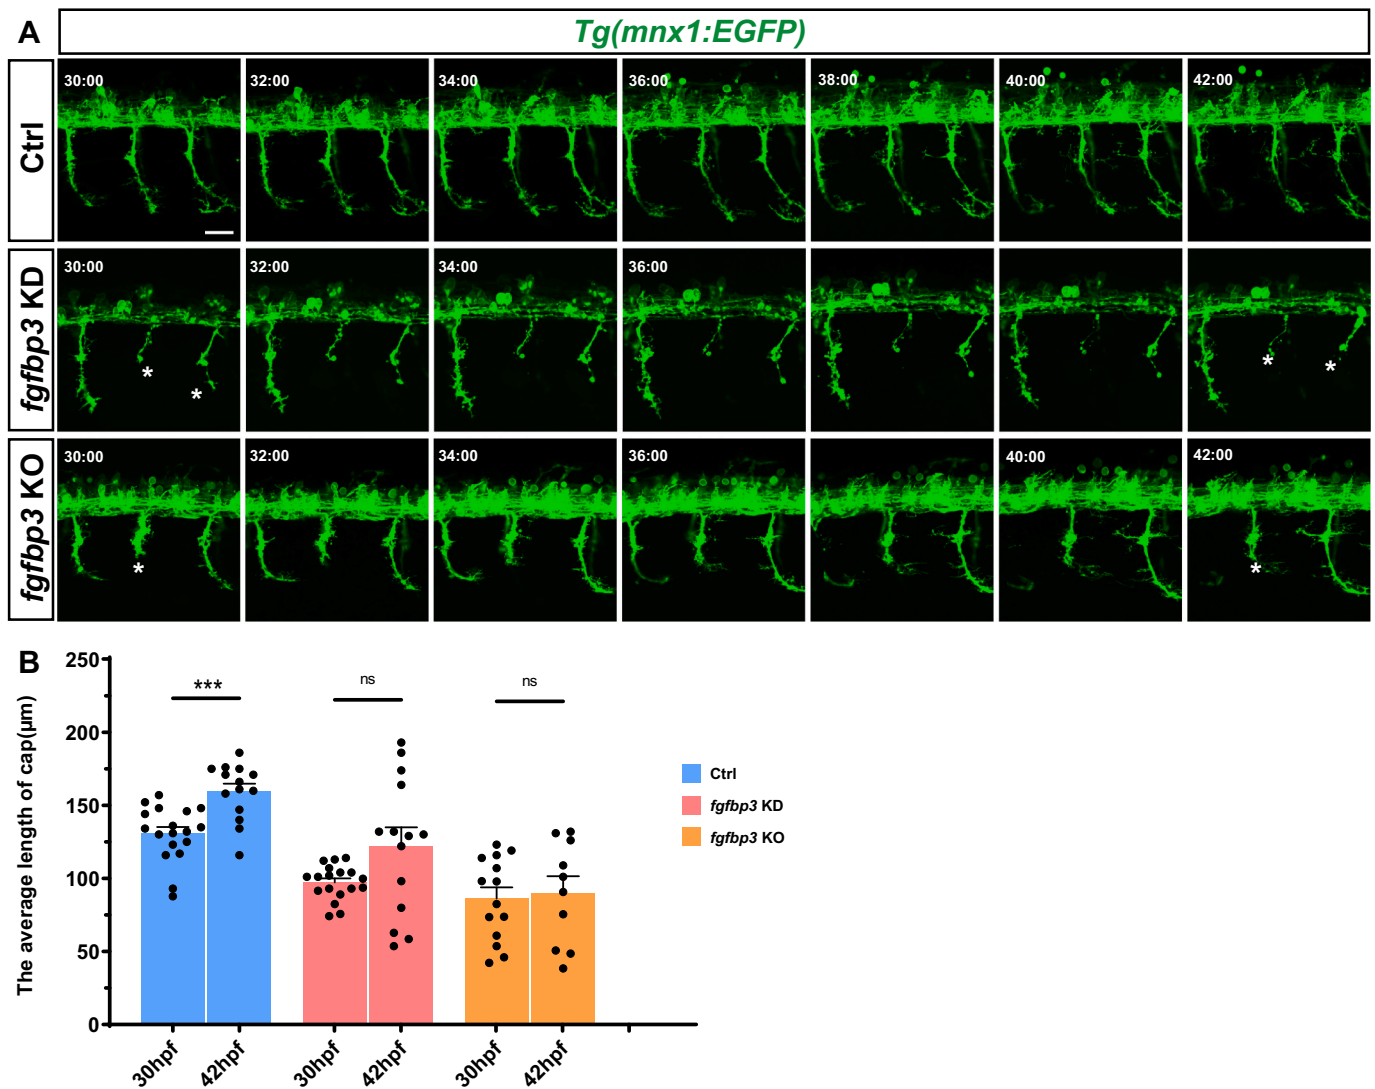 A
Tg(mnx1:EGFP)
Ctrl
30:00
32:00
34:00
36:00
38:00
40:00
42:00
fgfbp3 KD
30:00
32:00
34:00
36:00
42:00
*
*
*
*
fgfbp3 KO
30:00
32:00
34:00
36:00
40:00
42:00
*
*
B
The average length of cap(μm)
250
200
150
100
50
0
***
ns
ns
30hpf
42hpf
30hpf
42hpf
30hpf
42hpf
Ctrl
fgfbp3 KD
fgfbp3 KO